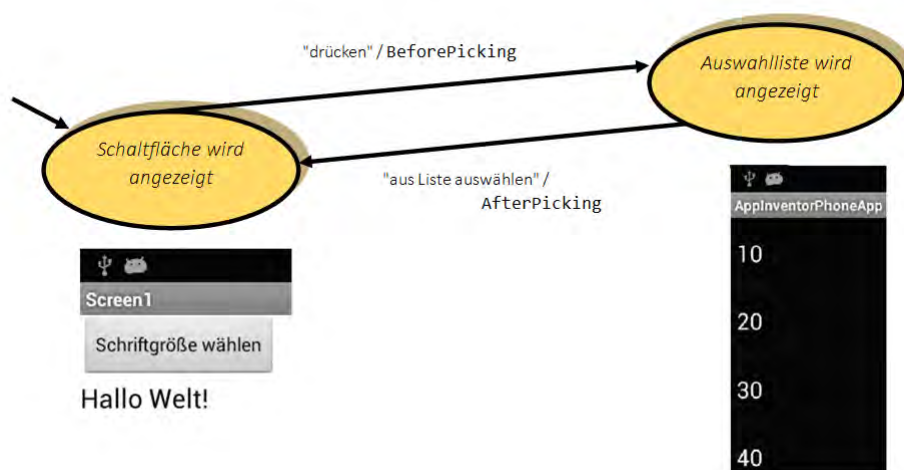 "drücken" / BeforePicking
Auswahlliste wird
angezeigt
Schaltfläche wird
angezeigt
"aus Liste auswählen" /
AfterPicking
AppInventorPhoneApp
10
20
30
40
Screen1
Schriftgröße wählen
Hallo Welt!